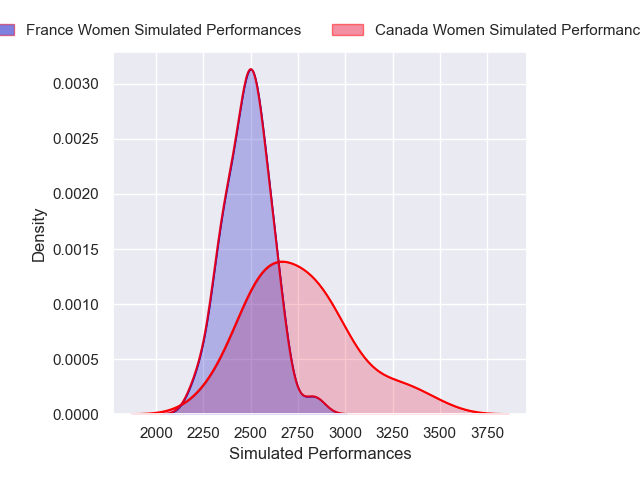 France Women Simulated Performances
Canada Women Simulated Performanc
0.0030
0.0025
0.0020
0.0015
0.0010
0.0005
0.0000
Density
2000 2250 2500 2750 3000 3250 3500 3750
Simulated Performances